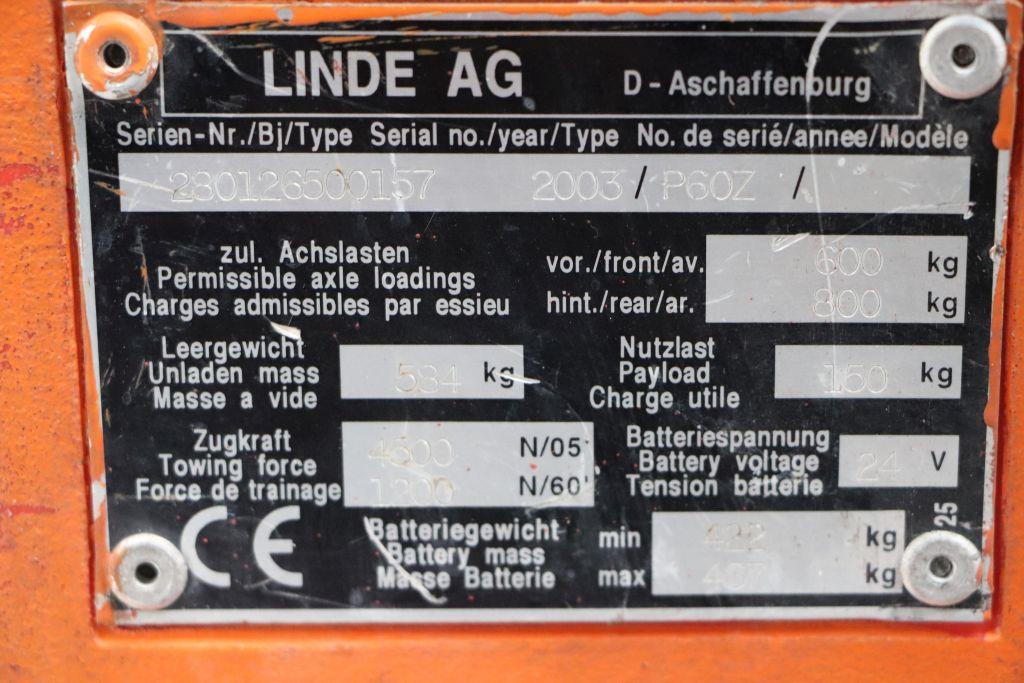 LINDE AG D - Aschaffenburg
Serien-Nr./Bj/Type Serial no./year/Type No. de serié/annee/Modèle
280126500157 2003 / P60Z /
zul. Achslasten
Permissible axle loadings
Charges admissibles par essieu
vor./front/av. 600 kg
hint./rear/ar. 800 kg
Leergewicht
Unladen mass
Masse a vide
584 kg
Nutzlast
Payload
Charge utile
150 kg
Zugkraft
Towing force
Force de trainage
4600 N/05'
1200 N/60'
Batteriespannung
Battery voltage
Tension batterie
24 V
CE
Batteriegewicht
Battery mass
Masse Batterie
min kg
max kg
25